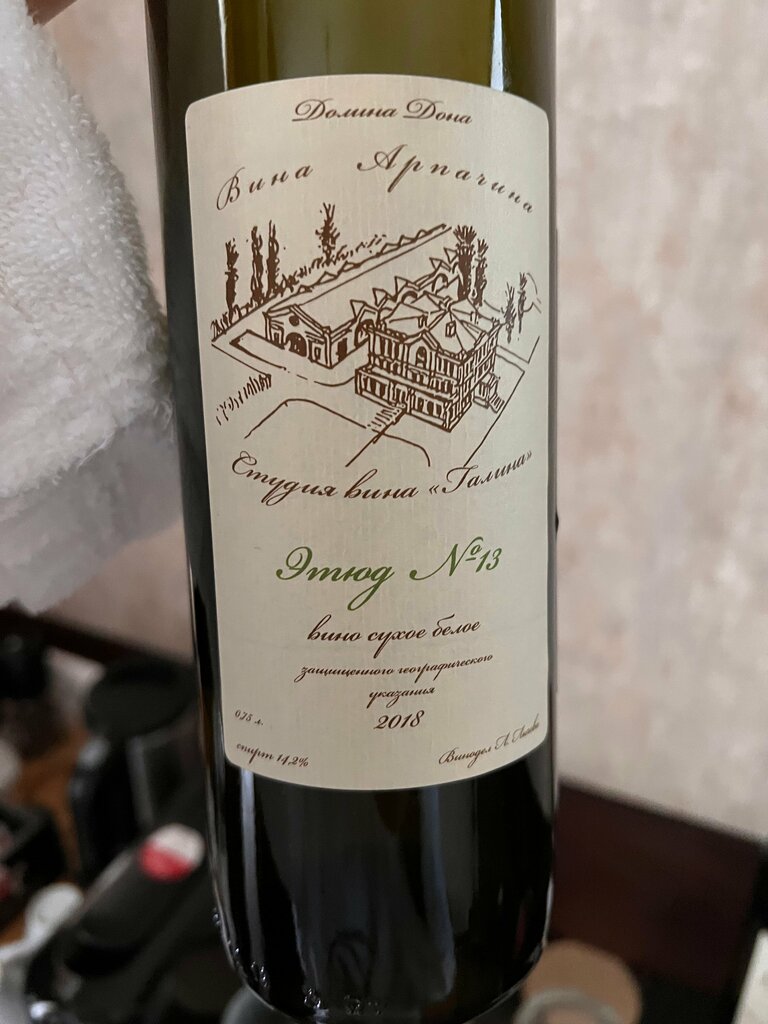 Долина Дона
Вина Арпачина
Студия вина «Галина»
Этюд №13
вино сухое белое
защищенного географического
указания
2018
0,75 л.
спирт 14,2%
Винодел Л.